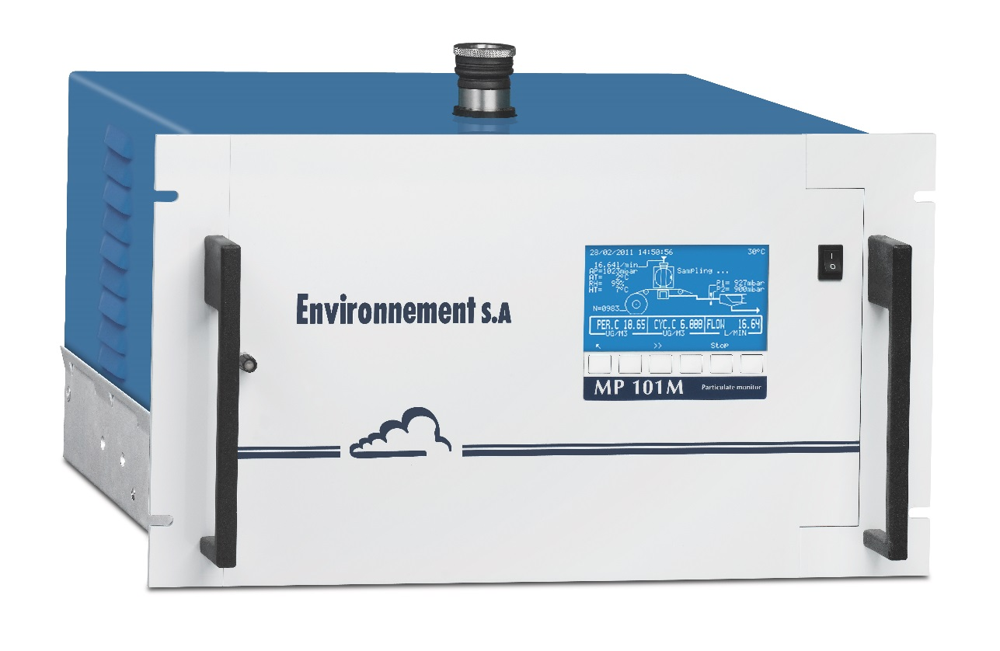 Environnement S.A
28/02/2011 14:50:56 30°C
16.64l/min
AP=1023mbar
Sampling ...
AT= 2°C
RH= 99%
HT= 7°C
P1= 927mbar
P2= 900mbar
N=0983
PER.C 18.65 CYC.C 6.000 FLOW 16.64
UG/M3 UG/M3 L/MIN
>> Stop
MP 101M Particulate monitor
I
O